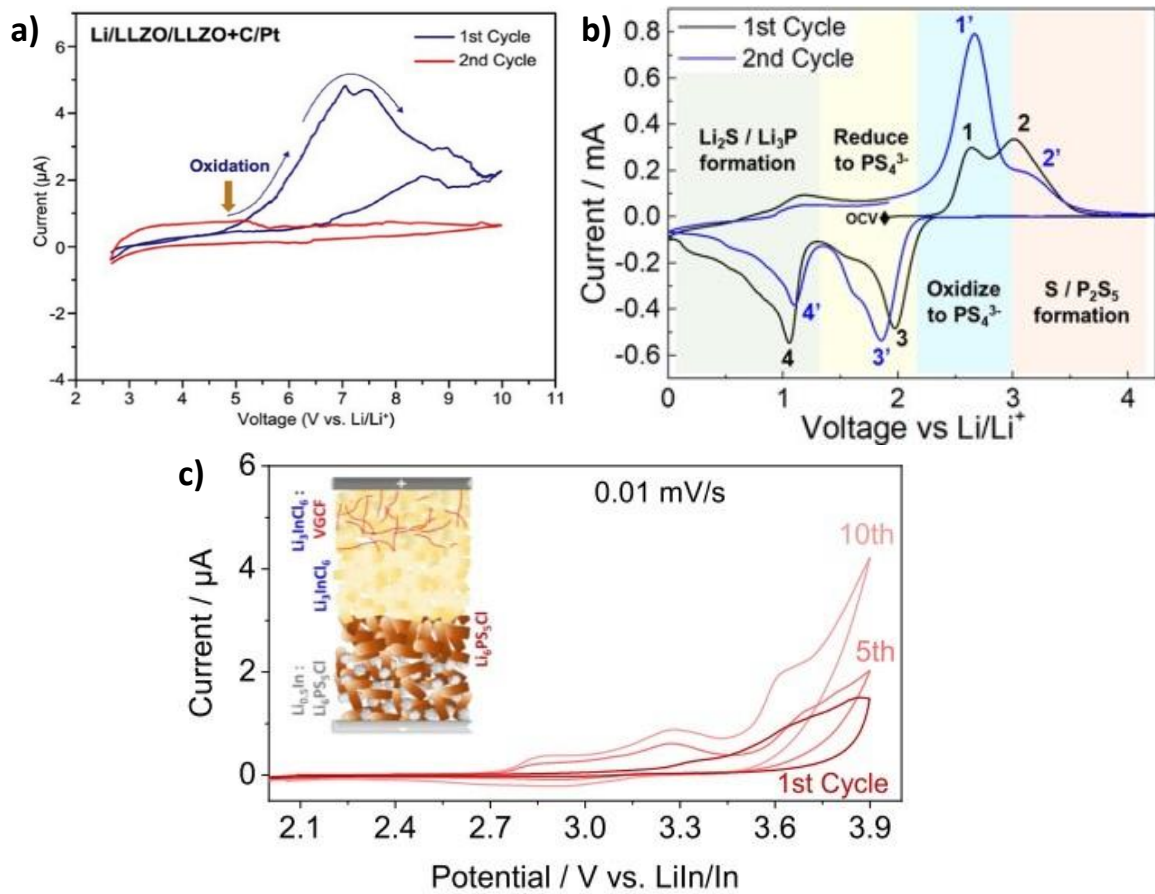 a)
Li/LLZO/LLZO+C/Pt
1st Cycle
2nd Cycle
Oxidation
Current (µA)
6
4
2
0
-2
-4
2 3 4 5 6 7 8 9 10 11
Voltage (V vs. Li/Li⁺)
b)
1st Cycle
2nd Cycle
Li₂S / Li₃P
formation
Reduce
to PS₄³⁻
Oxidize
to PS₄³⁻
S / P₂S₅
formation
OCV
1'
1
2
2'
3
3'
4
4'
Current / mA
0.8
0.6
0.4
0.2
0.0
-0.2
-0.4
-0.6
0 1 2 3 4
Voltage vs Li/Li⁺
c)
0.01 mV/s
10th
5th
1st Cycle
+
-
Li₃InCl₆ :
VGCF
Li₃InCl₆
Li₆PS₅Cl
Li₀.₅In :
Li₆PS₅Cl
Current / µA
6
4
2
0
2.1 2.4 2.7 3.0 3.3 3.6 3.9
Potential / V vs. LiIn/In